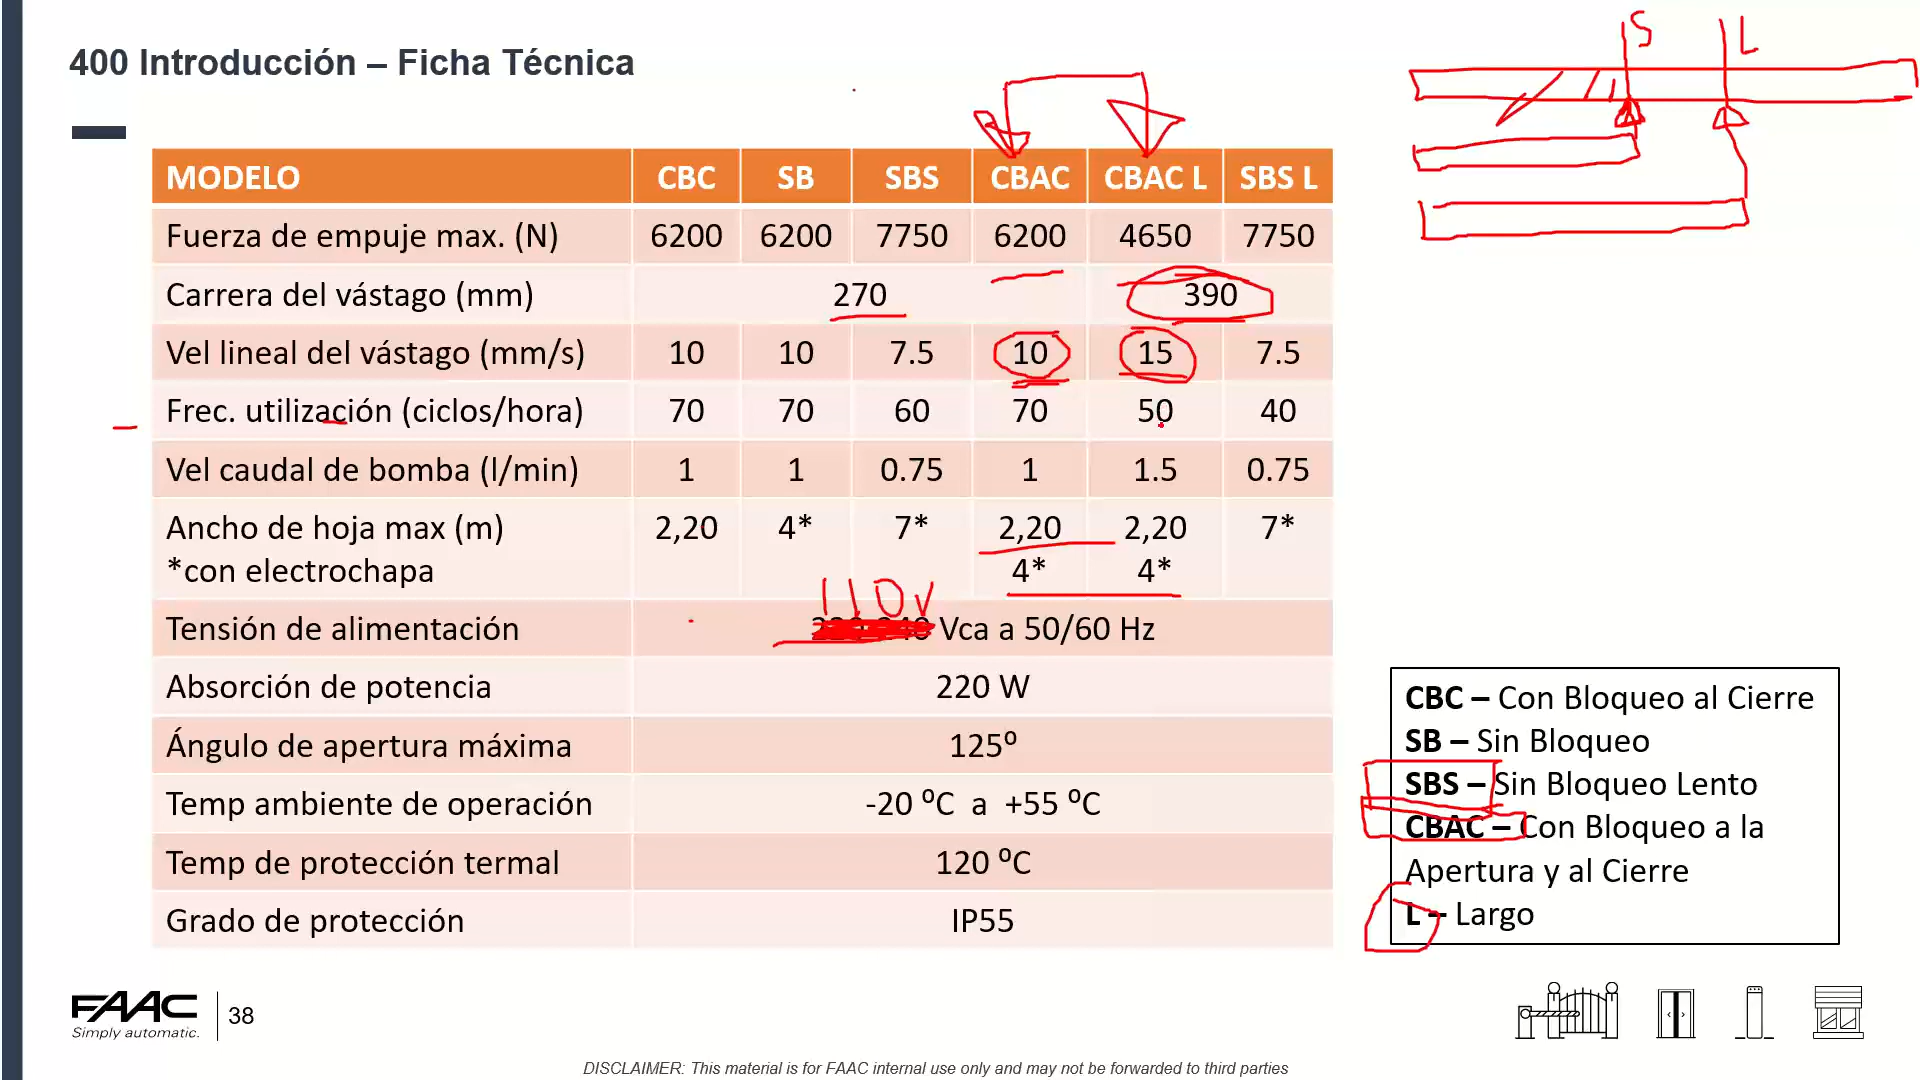 400 Introducción – Ficha Técnica
S L
MODELO CBC SB SBS CBAC CBAC L SBS L
Fuerza de empuje max. (N) 6200 6200 7750 6200 4650 7750
Carrera del vástago (mm) 270 390
Vel lineal del vástago (mm/s) 10 10 7.5 10 15 7.5
Frec. utilización (ciclos/hora) 70 70 60 70 50 40
Vel caudal de bomba (l/min) 1 1 0.75 1 1.5 0.75
Ancho de hoja max (m) 2,20 4* 7* 2,20 2,20 7*
*con electrochapa 4* 4*
110v
Tensión de alimentación Vca a 50/60 Hz
Absorción de potencia 220 W
Ángulo de apertura máxima 125º
Temp ambiente de operación -20 ºC a +55 ºC
Temp de protección termal 120 ºC
Grado de protección IP55
CBC – Con Bloqueo al Cierre
SB – Sin Bloqueo
SBS – Sin Bloqueo Lento
CBAC – Con Bloqueo a la
Apertura y al Cierre
L – Largo
FAAC
Simply automatic.
38
DISCLAIMER: This material is for FAAC internal use only and may not be forwarded to third parties